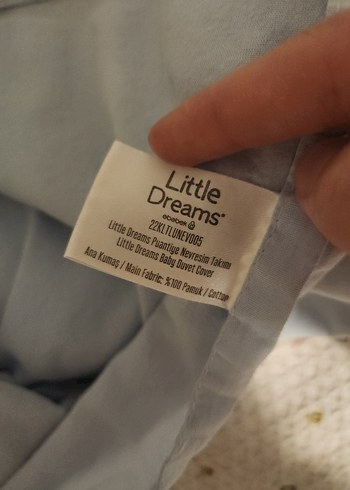 Little
Dreams®
ebebek
22KLTLUNEV005
Little Dreams Puantiye Nevresim Takımı
Little Dreams Baby Duvet Cover
Ana Kumaş / Main Fabric: %100 Pamuk / Cotton